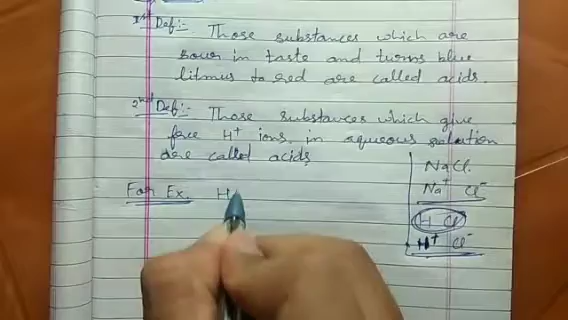 1st Def:- Those substances which are
sour in taste and turns blue
litmus to red are called acids.
2nd Def:- Those substances which give
free H+ ions in aqueous solution
are called acids
NaCl.
Na+ Cl-
H Cl
H+ Cl-
For Ex. H